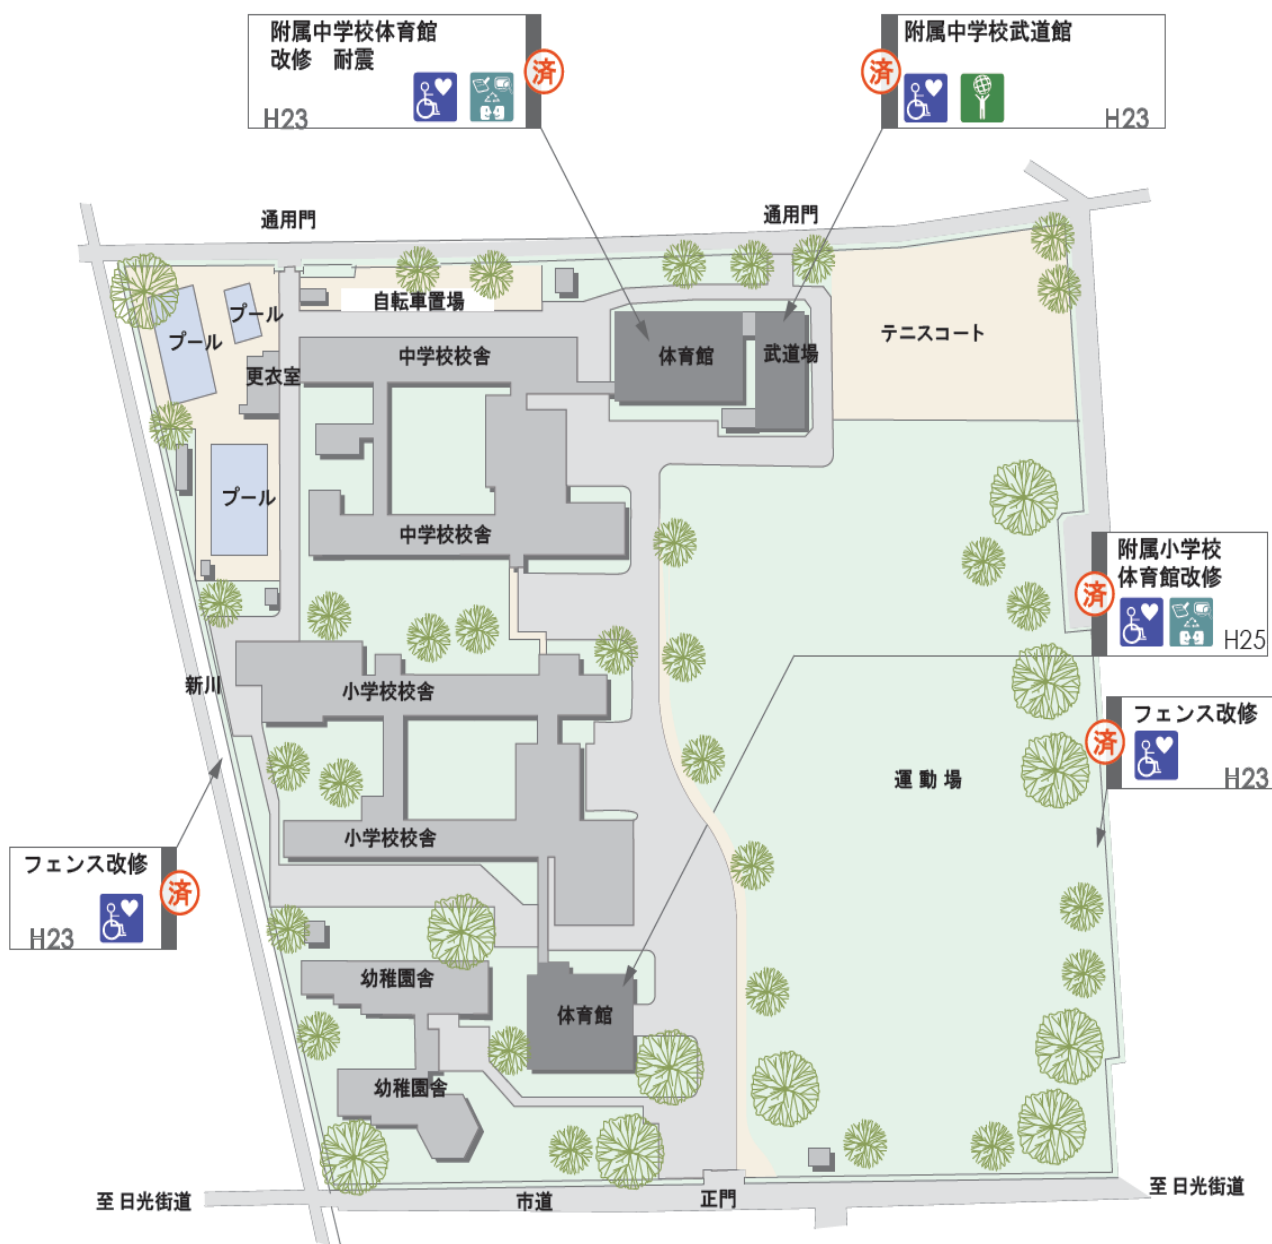 附属中学校体育館
改修 耐震
済
H23
附属中学校武道館
済
H23
通用門
通用門
自転車置場
プール
プール
更衣室
中学校校舎
体育館
武道場
テニスコート
プール
中学校校舎
附属小学校
体育館改修
済
H25
新川
小学校校舎
フェンス改修
済
H23
運動場
小学校校舎
フェンス改修
済
H23
幼稚園舎
体育館
幼稚園舎
至 日光街道
市道
正門
至 日光街道